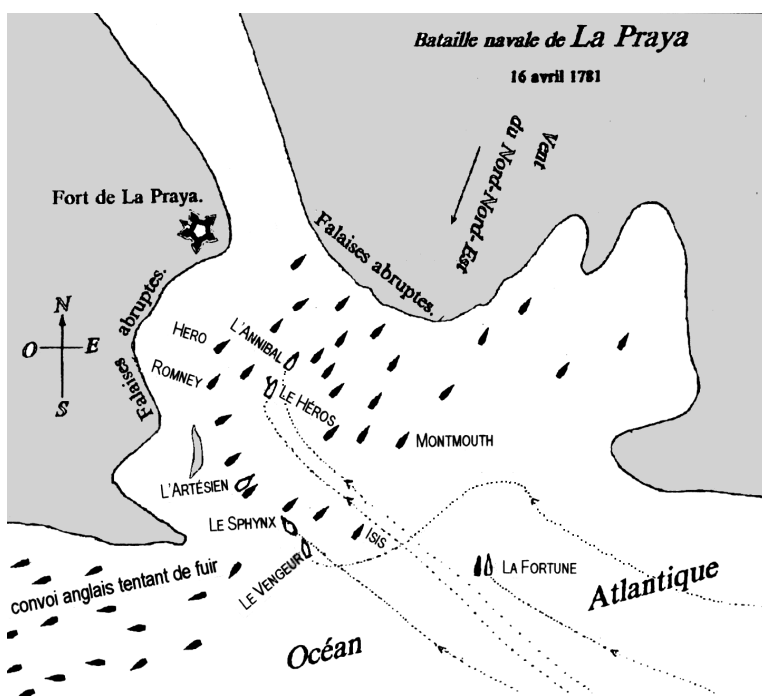 Bataille navale de La Praya
16 avril 1781
Vent
du Nord-Nord-Est
Fort de La Praya.
Falaises abruptes.
Falaises abruptes.
N
O
E
S
HERO
L'ANNIBAL
ROMNEY
LE HÉROS
MONTMOUTH
L'ARTÉSIEN
LE SPHYNX
ISIS
LE VENGEUR
LA FORTUNE
convoi anglais tentant de fuir
Atlantique
Océan